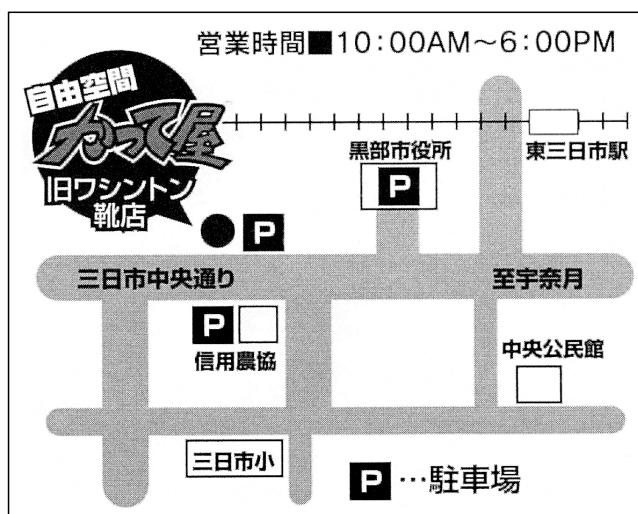 営業時間■10:00AM～6:00PM
自由空間
かって屋
旧ワシントン
靴店
P
黒部市役所
P
東三日市駅
三日市中央通り
至宇奈月
P
信用農協
中央公民館
三日市小
P…駐車場